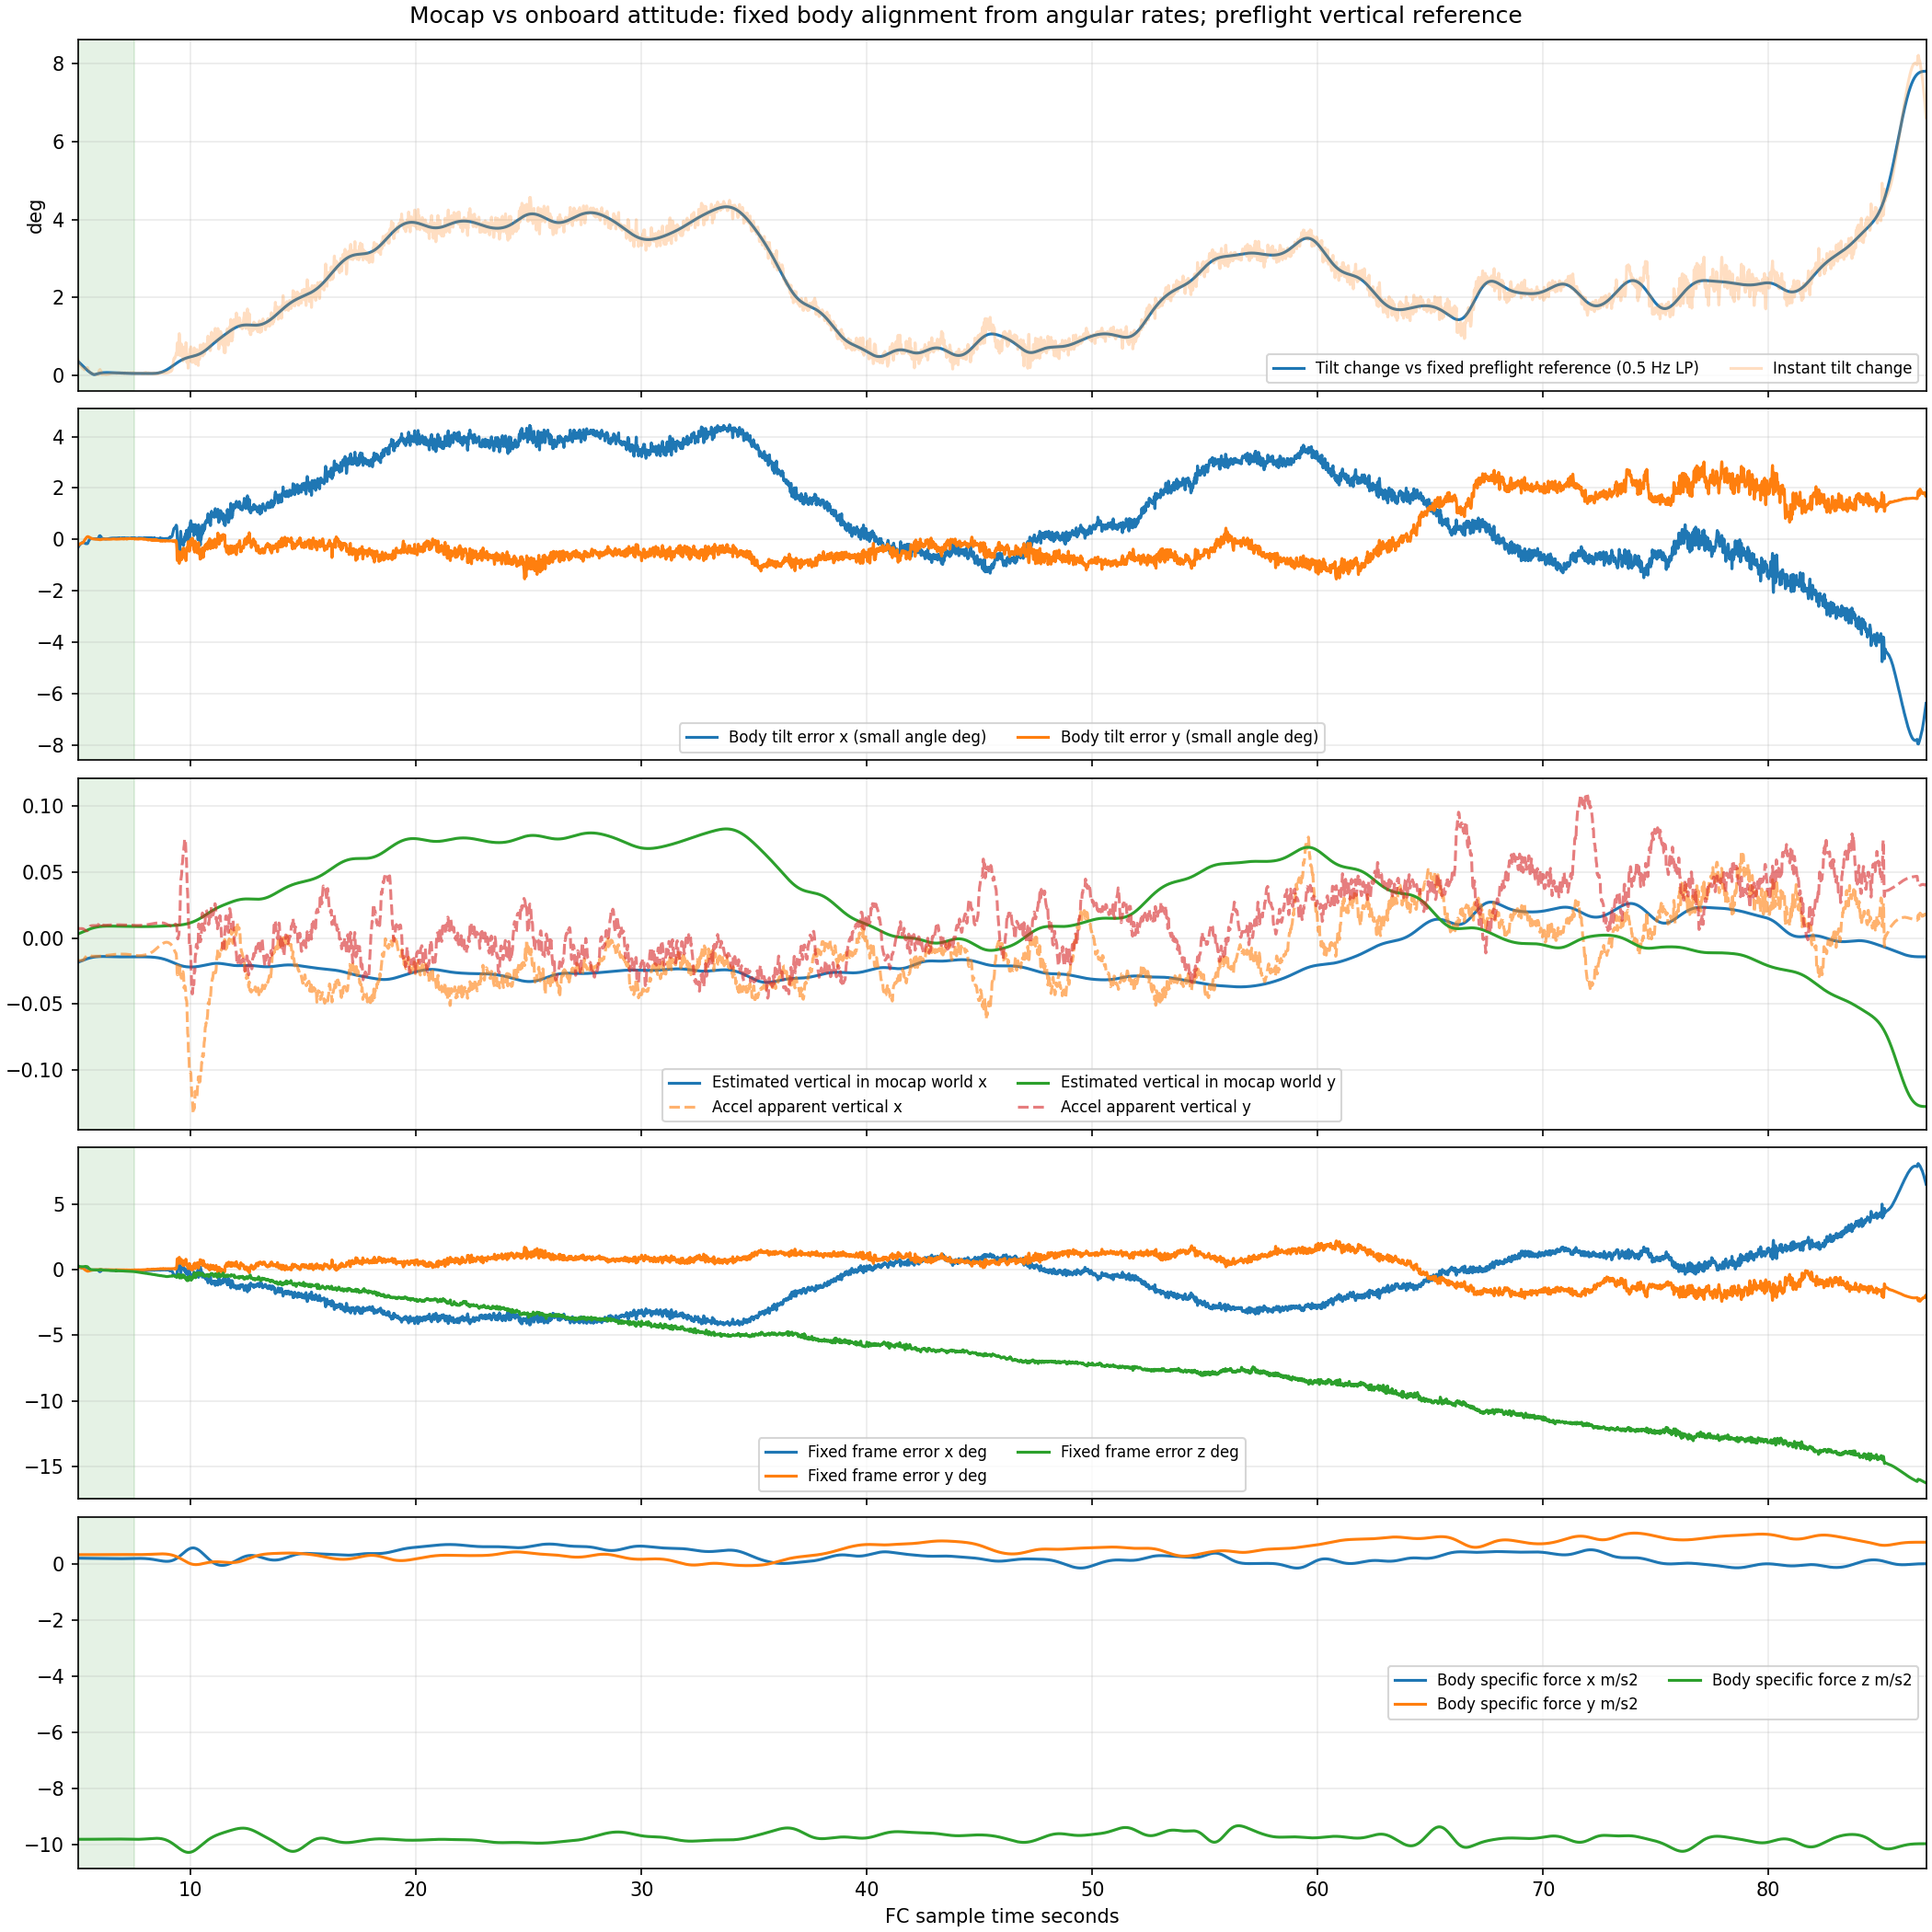 Mocap vs onboard attitude: fixed body alignment from angular rates; preflight vertical reference
8
6
4
2
0
deg
Tilt change vs fixed preflight reference (0.5 Hz LP) Instant tilt change
4
2
0
−2
−4
−6
−8
Body tilt error x (small angle deg) Body tilt error y (small angle deg)
0.10
0.05
0.00
−0.05
−0.10
Estimated vertical in mocap world x Estimated vertical in mocap world y
Accel apparent vertical x Accel apparent vertical y
5
0
−5
−10
−15
Fixed frame error x deg Fixed frame error z deg
Fixed frame error y deg
0
−2
−4
−6
−8
−10
Body specific force x m/s2 Body specific force z m/s2
Body specific force y m/s2
10 20 30 40 50 60 70 80
FC sample time seconds